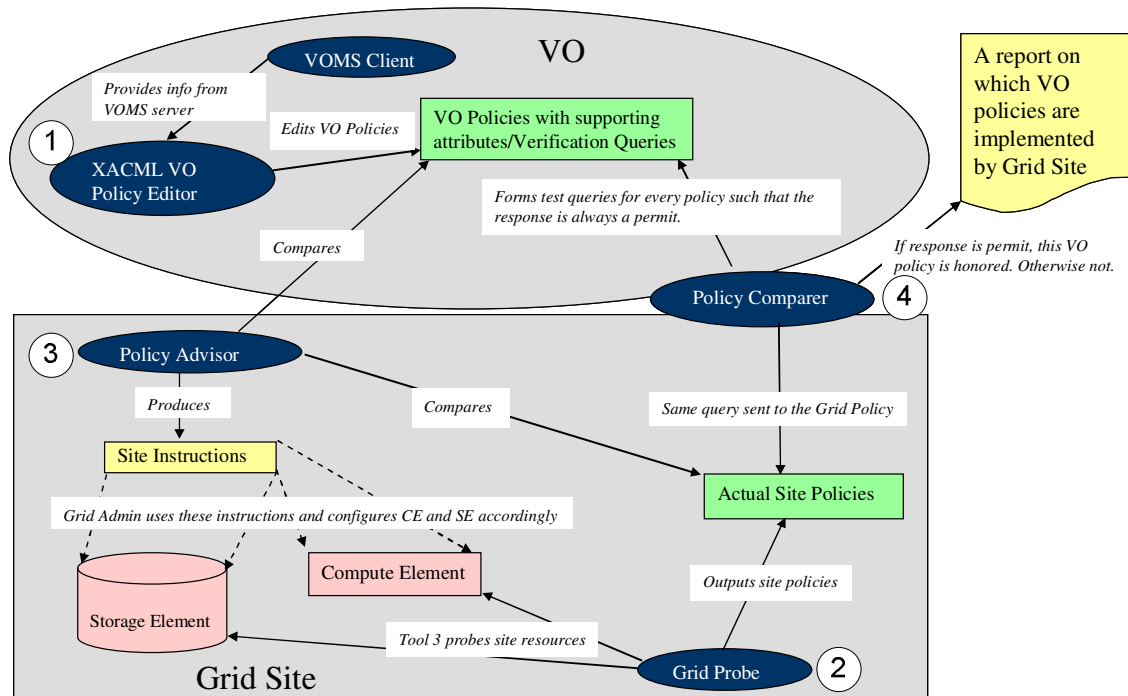 VO
VOMS Client
Provides info from
VOMS server
1
XACML VO
Policy Editor
Edits VO Policies
VO Policies with supporting
attributes/Verification Queries
A report on
which VO
policies are
implemented
by Grid Site
Forms test queries for every policy such that the
response is always a permit.
Compares
If response is permit, this VO
policy is honored. Otherwise not.
Policy Comparer
4
3
Policy Advisor
Produces
Compares
Same query sent to the Grid Policy
Site Instructions
Actual Site Policies
Grid Admin uses these instructions and configures CE and SE accordingly
Compute Element
Storage Element
Outputs site policies
Tool 3 probes site resources
Grid Probe
2
Grid Site